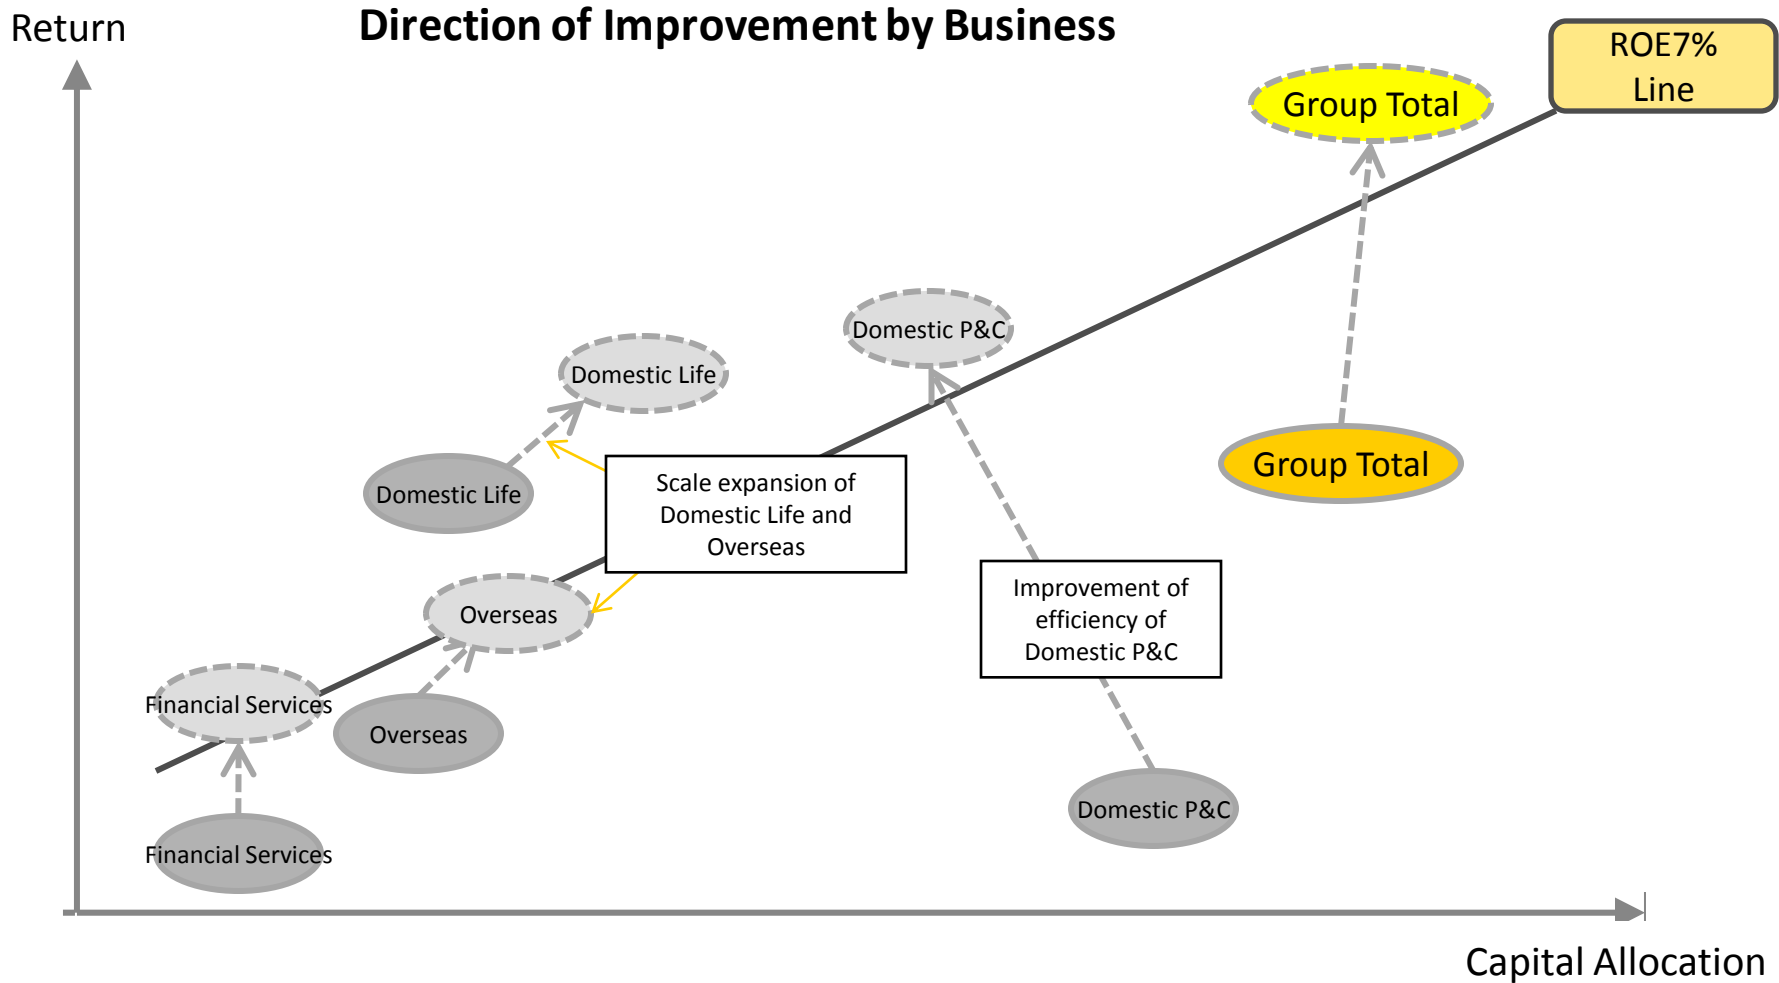 Return
Direction of Improvement by Business
ROE7%
Line
Group Total
Domestic P&C
Domestic Life
Group Total
Domestic Life
Scale expansion of
Domestic Life and
Overseas
Improvement of
efficiency of
Domestic P&C
Overseas
Financial Services
Overseas
Domestic P&C
Financial Services
Capital Allocation